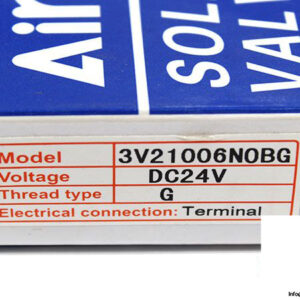 Air
SOL
VAL
Model 3V21006NOBG
Voltage DC24V
Thread type G
Electrical connection: Terminal